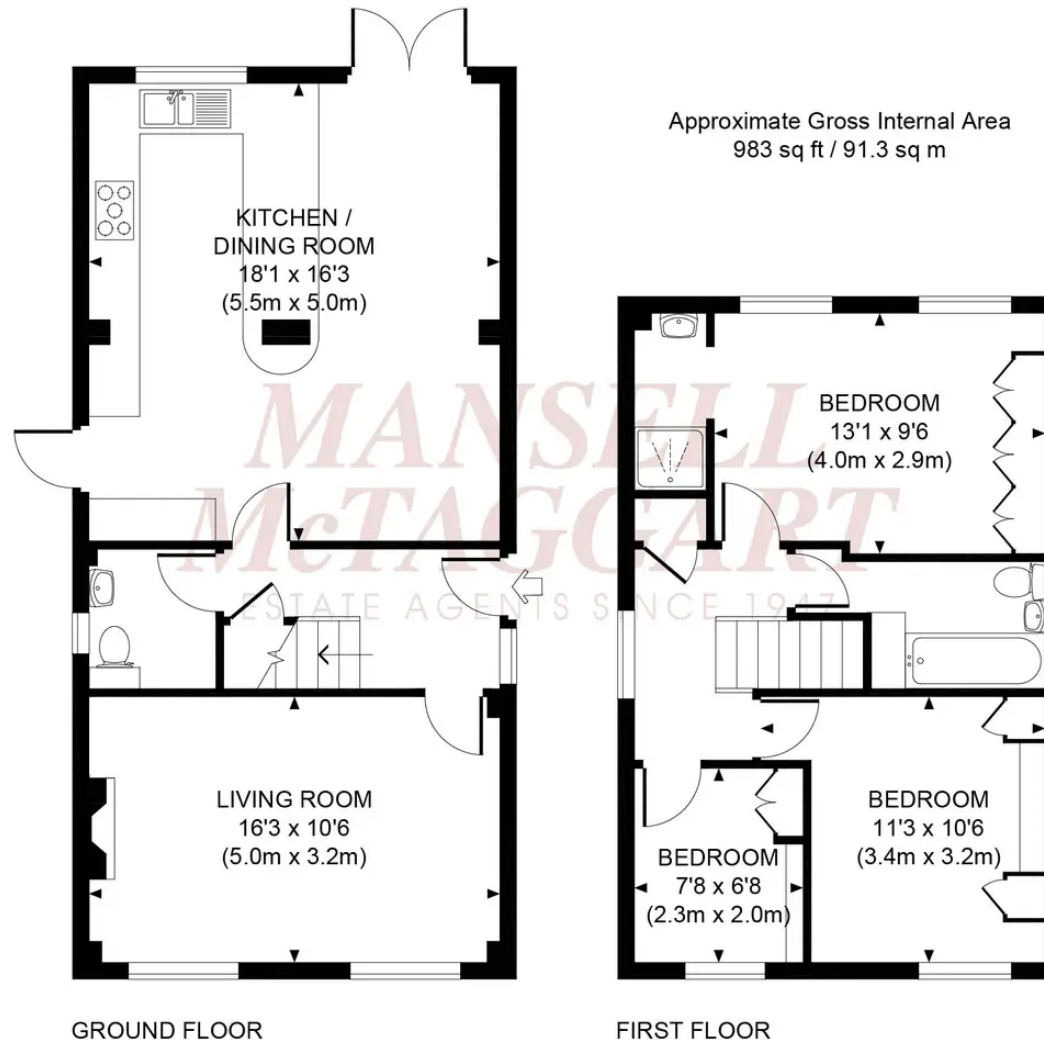 Approximate Gross Internal Area
983 sq ft / 91.3 sq m
KITCHEN /
DINING ROOM
18'1 x 16'3
(5.5m x 5.0m)
BEDROOM
13'1 x 9'6
(4.0m x 2.9m)
MANSELL
McTAGGART
ESTATE AGENTS SINCE 1947
LIVING ROOM
16'3 x 10'6
(5.0m x 3.2m)
BEDROOM
11'3 x 10'6
(3.4m x 3.2m)
BEDROOM
7'8 x 6'8
(2.3m x 2.0m)
GROUND FLOOR
FIRST FLOOR